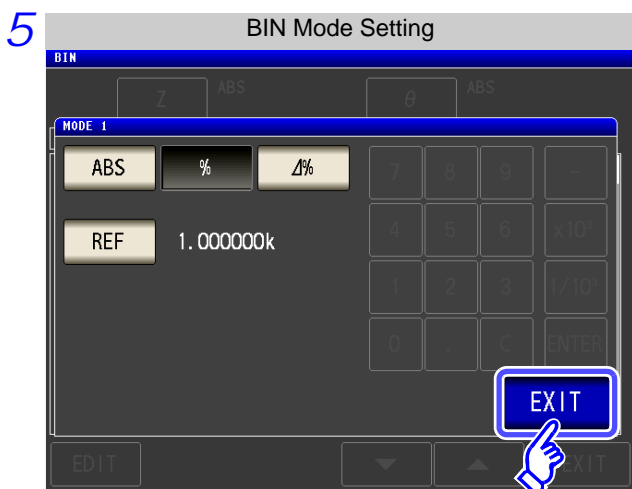 5 BIN Mode Setting
BIN
Z ABS θ ABS
MODE 1
ABS % Δ% 7 8 9 −
REF 1.000000k 4 5 6 x10³
1 2 3 1/10³
0 . C ENTER
EXIT
EDIT ▼ ▲ EXIT